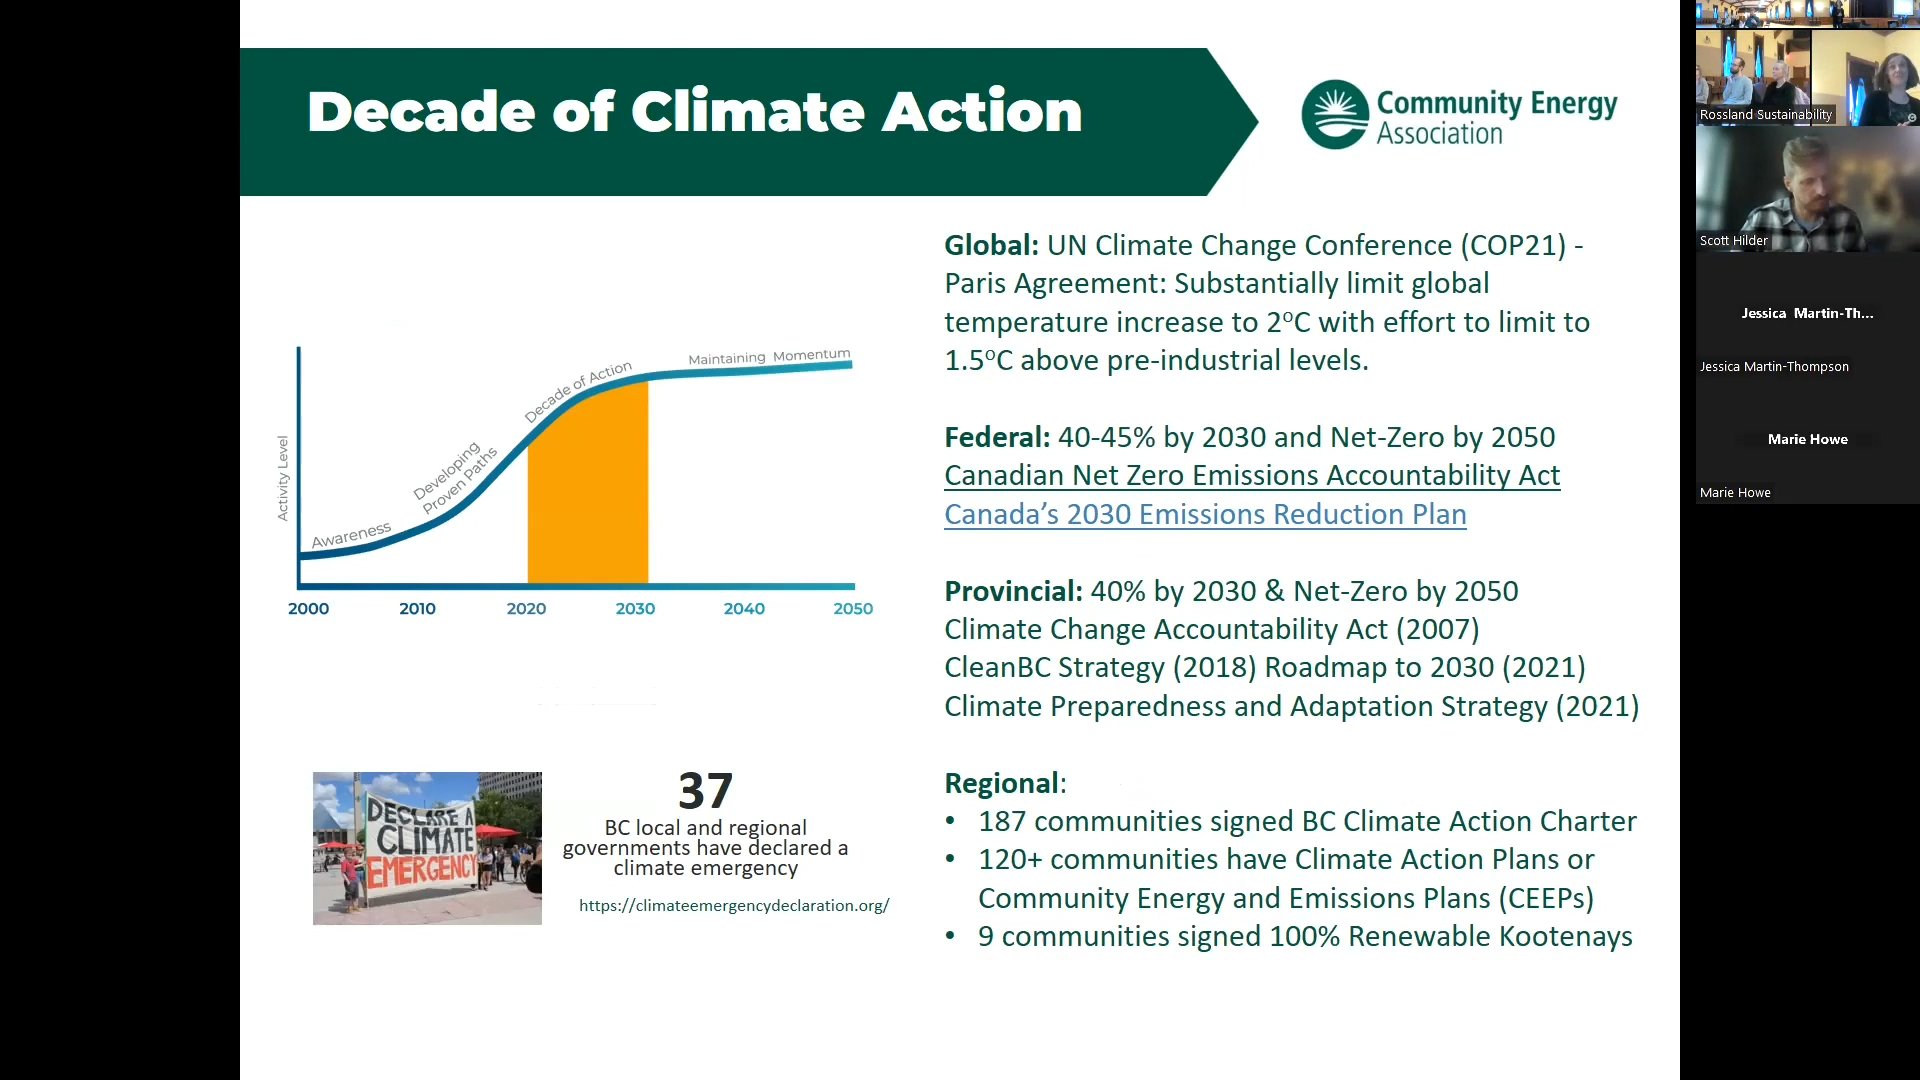 Decade of Climate Action
Community Energy
Association
Global: UN Climate Change Conference (COP21) -
Paris Agreement: Substantially limit global
temperature increase to 2ºC with effort to limit to
1.5ºC above pre-industrial levels.
Federal: 40-45% by 2030 and Net-Zero by 2050
Canadian Net Zero Emissions Accountability Act
Canada’s 2030 Emissions Reduction Plan
Provincial: 40% by 2030 & Net-Zero by 2050
Climate Change Accountability Act (2007)
CleanBC Strategy (2018) Roadmap to 2030 (2021)
Climate Preparedness and Adaptation Strategy (2021)
Regional:
• 187 communities signed BC Climate Action Charter
• 120+ communities have Climate Action Plans or
Community Energy and Emissions Plans (CEEPs)
• 9 communities signed 100% Renewable Kootenays
Activity Level
Awareness
Developing
Proven Paths
Decade of Action
Maintaining Momentum
2000 2010 2020 2030 2040 2050
DECLARE A
CLIMATE
EMERGENCY
37
BC local and regional
governments have declared a
climate emergency
https://climateemergencydeclaration.org/
Rossland Sustainability
Scott Hilder
Jessica Martin-Th...
Jessica Martin-Thompson
Marie Howe
Marie Howe